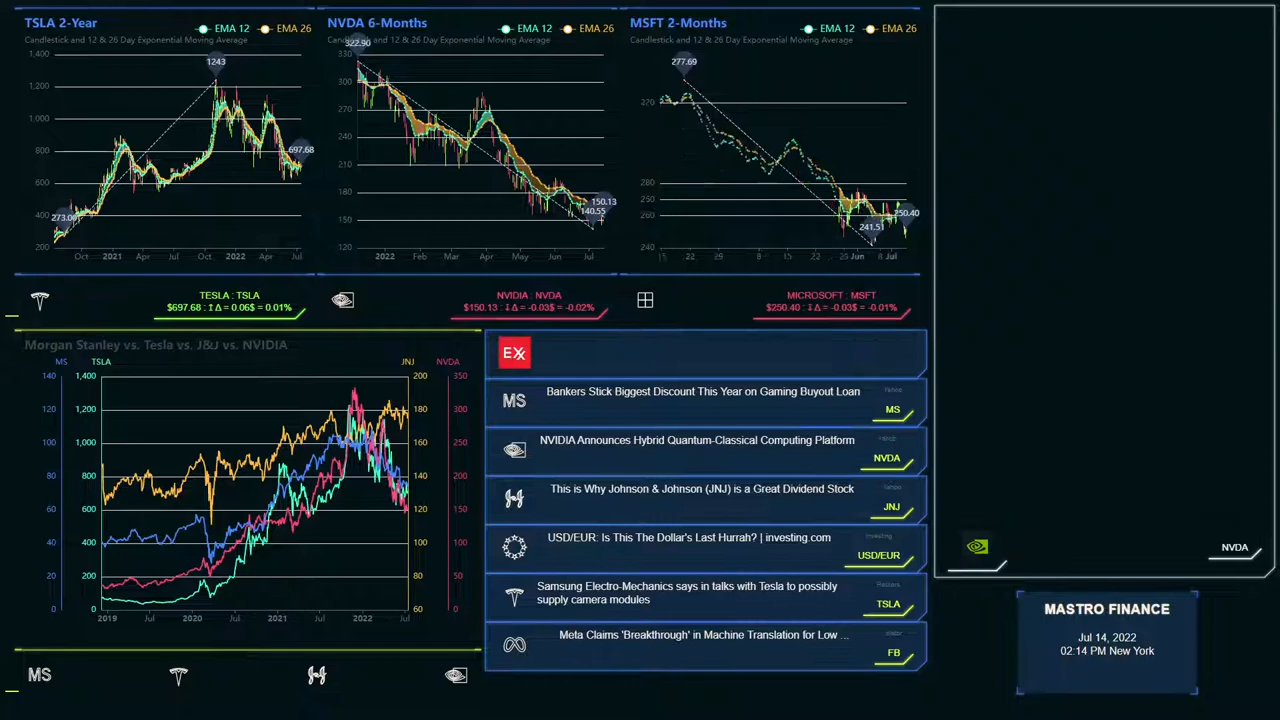 TSLA 2-Year
EMA 12
EMA 26
Candlestick and 12 & 26 Day Exponential Moving Average
1,400
1,200
1,000
800
600
400
200
1243
697.68
273.00
Oct 2021 Apr Jul Oct 2022 Apr Jul
NVDA 6-Months
EMA 12
EMA 26
Candlestick and 12 & 26 Day Exponential Moving Average
322.90
330
300
270
240
210
180
150
120
150.13
140.55
2022 Feb Mar Apr May Jun Jul
MSFT 2-Months
EMA 12
EMA 26
Candlestick and 12 & 26 Day Exponential Moving Average
277.69
270
280
260
240
250.40
241.51
22 29 8 15 22 Jun 8 Jul
TESLA : TSLA
$697.68 : I Δ = 0.06$ = 0.01%
NVIDIA : NVDA
$150.13 : I Δ = -0.03$ = -0.02%
MICROSOFT : MSFT
$250.40 : I Δ = -0.03$ = -0.01%
Morgan Stanley vs. Tesla vs. J&J vs. NVIDIA
MS TSLA JNJ NVDA
140 1,400 200 350
120 1,200 180 300
100 1,000 160 250
80 800 140 200
60 600 120 150
40 400 100 100
20 200 80 50
0 0 60 0
2019 Jul 2020 Jul 2021 Jul 2022 Jul
MS
EXX
MS
Bankers Stick Biggest Discount This Year on Gaming Buyout Loan
MS
NVIDIA Announces Hybrid Quantum-Classical Computing Platform
NVDA
This is Why Johnson & Johnson (JNJ) is a Great Dividend Stock
JNJ
USD/EUR: Is This The Dollar's Last Hurrah? | investing.com
Investing
USD/EUR
Samsung Electro-Mechanics says in talks with Tesla to possibly
supply camera modules
Reuters
TSLA
Meta Claims 'Breakthrough' in Machine Translation for Low ...
FB
NVDA
MASTRO FINANCE
Jul 14, 2022
02:14 PM New York